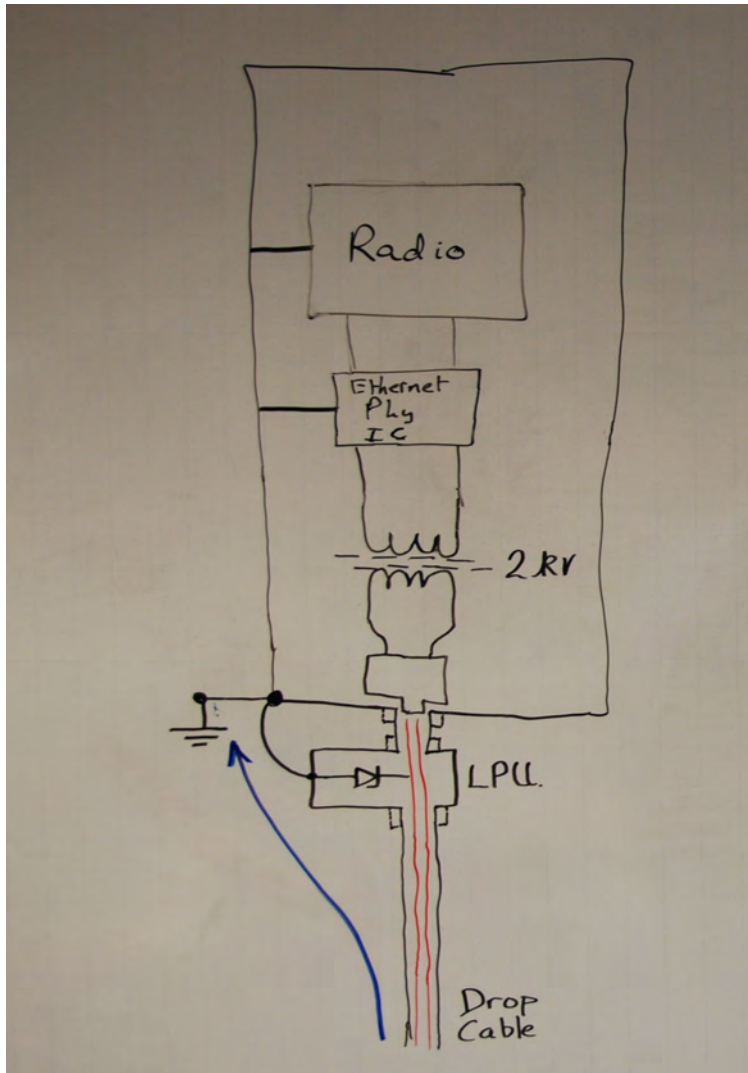 Radio
Ethernet
Phy
IC
2kV
LPU.
Drop
Cable